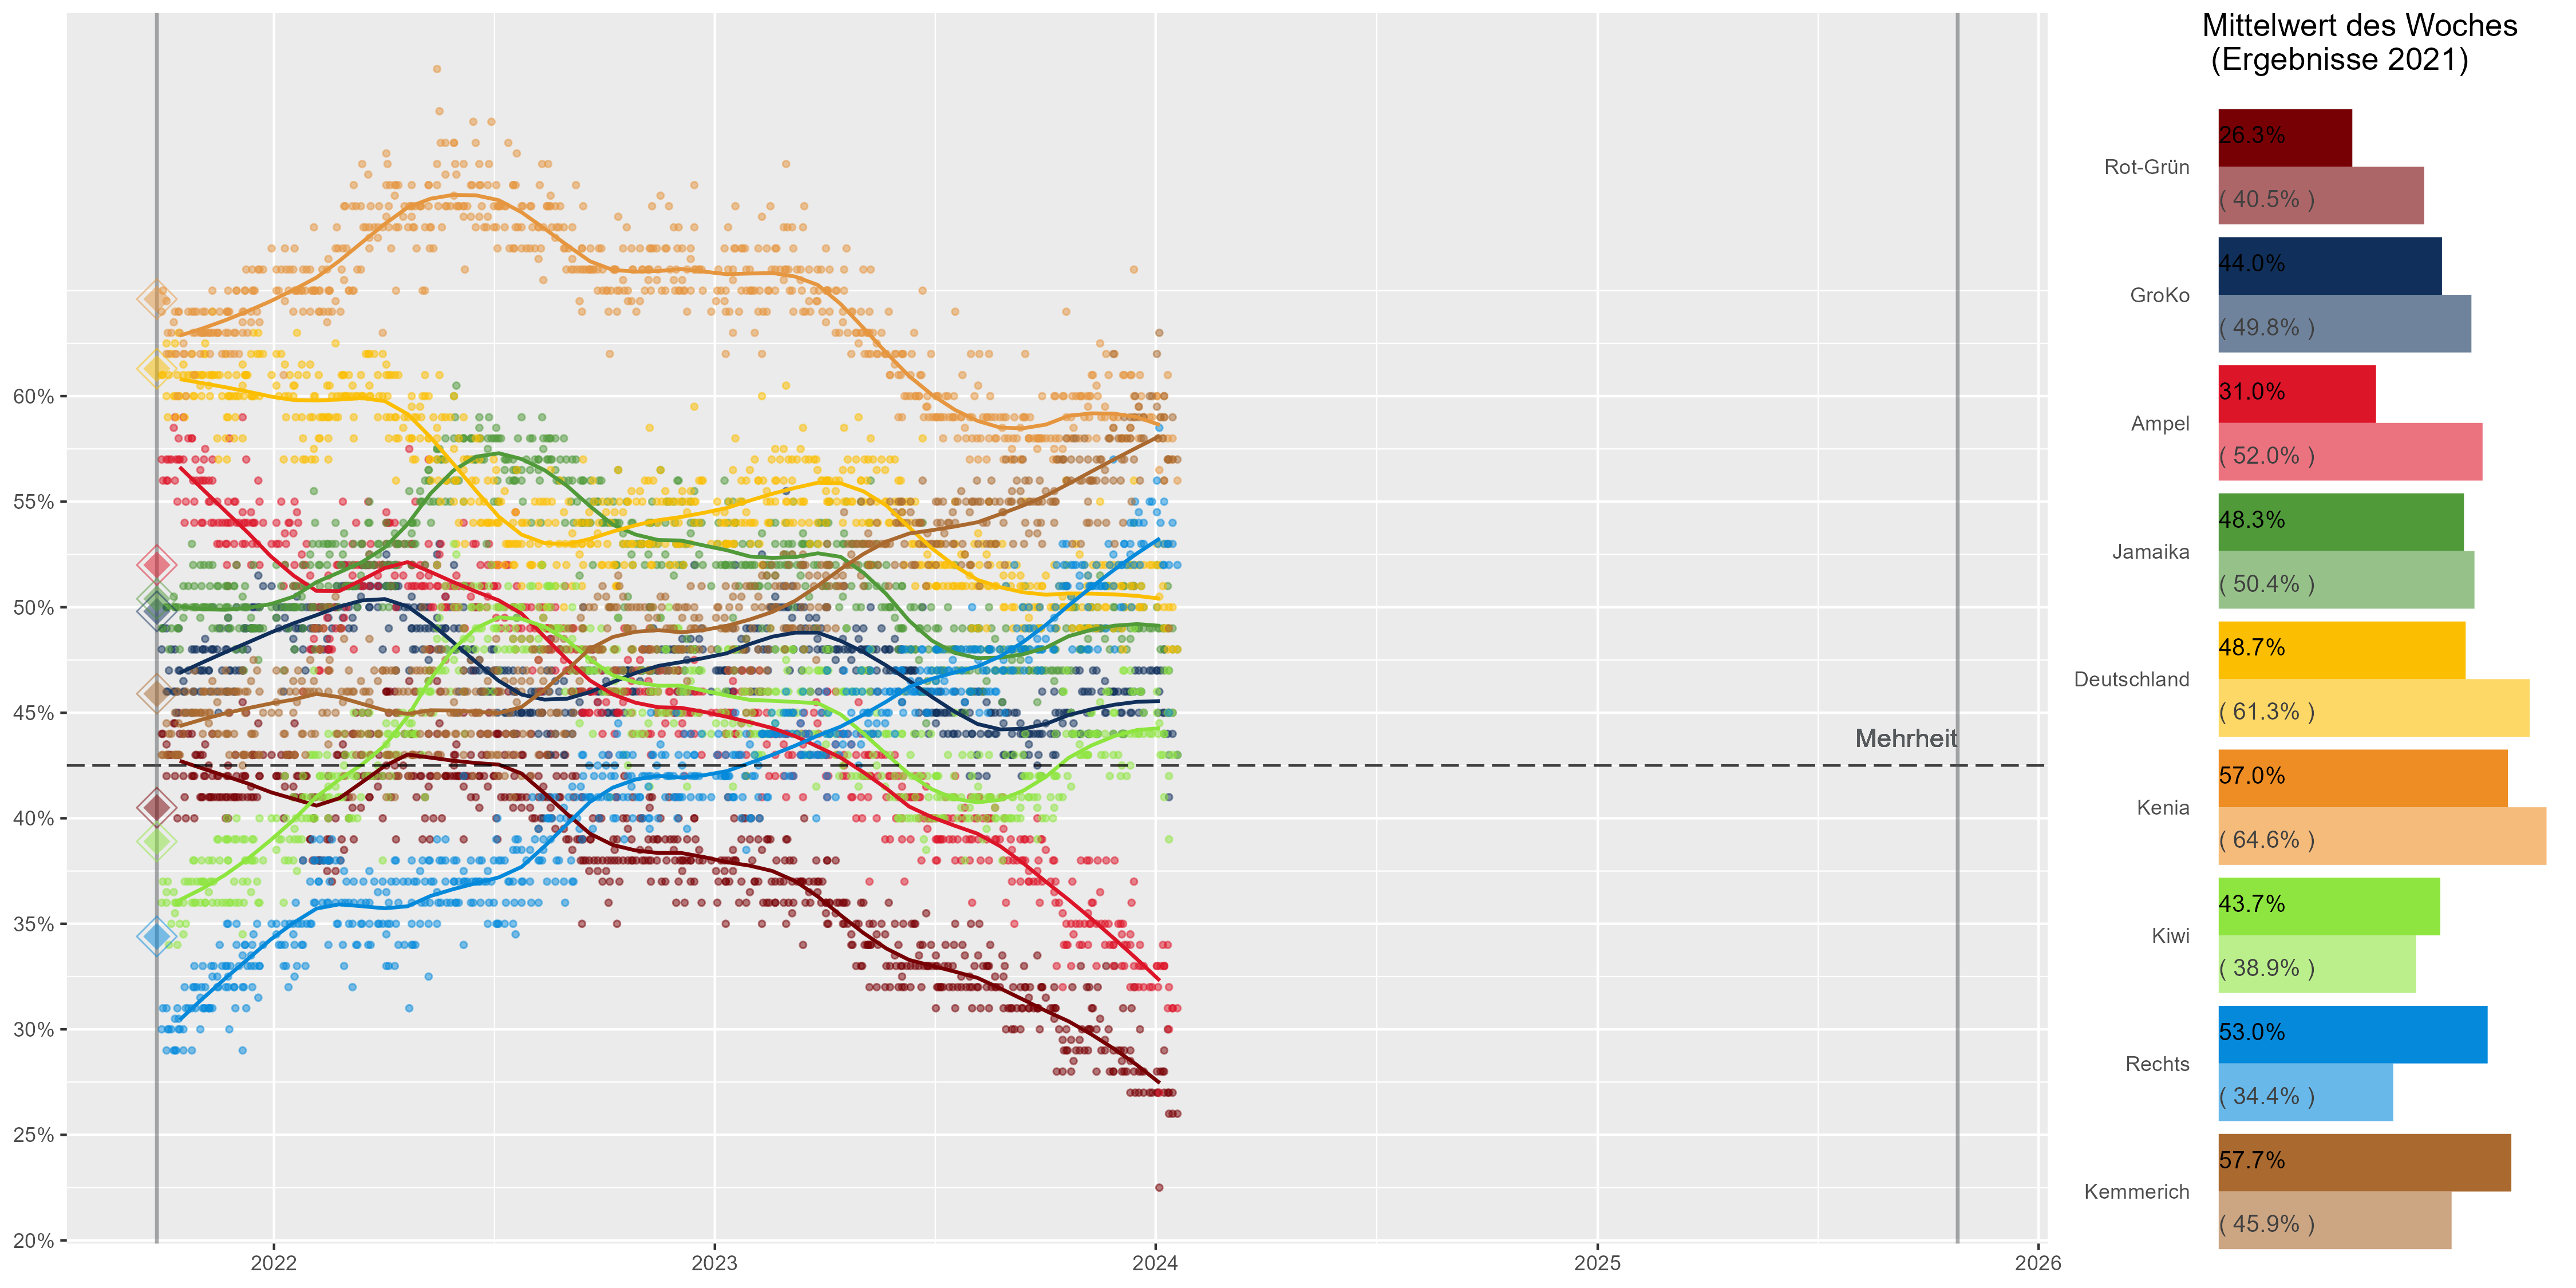 60%
55%
50%
45%
40%
35%
30%
25%
20%
2022
2023
2024
2025
2026
Mehrheit
Mittelwert des Woches
(Ergebnisse 2021)
Rot-Grün
26.3%
( 40.5% )
GroKo
44.0%
( 49.8% )
Ampel
31.0%
( 52.0% )
Jamaika
48.3%
( 50.4% )
Deutschland
48.7%
( 61.3% )
Kenia
57.0%
( 64.6% )
Kiwi
43.7%
( 38.9% )
Rechts
53.0%
( 34.4% )
Kemmerich
57.7%
( 45.9% )